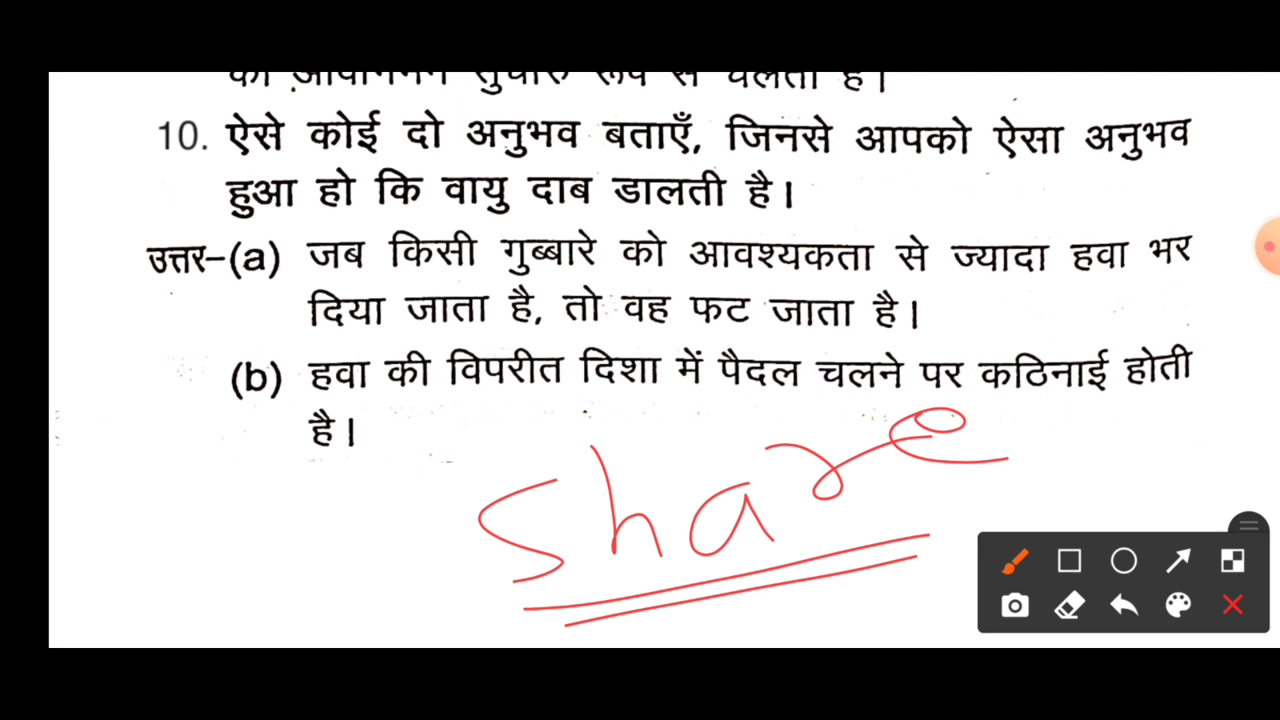 10. ऐसे कोई दो अनुभव बताएँ, जिनसे आपको ऐसा अनुभव
हुआ हो कि वायु दाब डालती है।
उत्तर–(a) जब किसी गुब्बारे को आवश्यकता से ज्यादा हवा भर
दिया जाता है, तो वह फट जाता है।
(b) हवा की विपरीत दिशा में पैदल चलने पर कठिनाई होती
है।
share